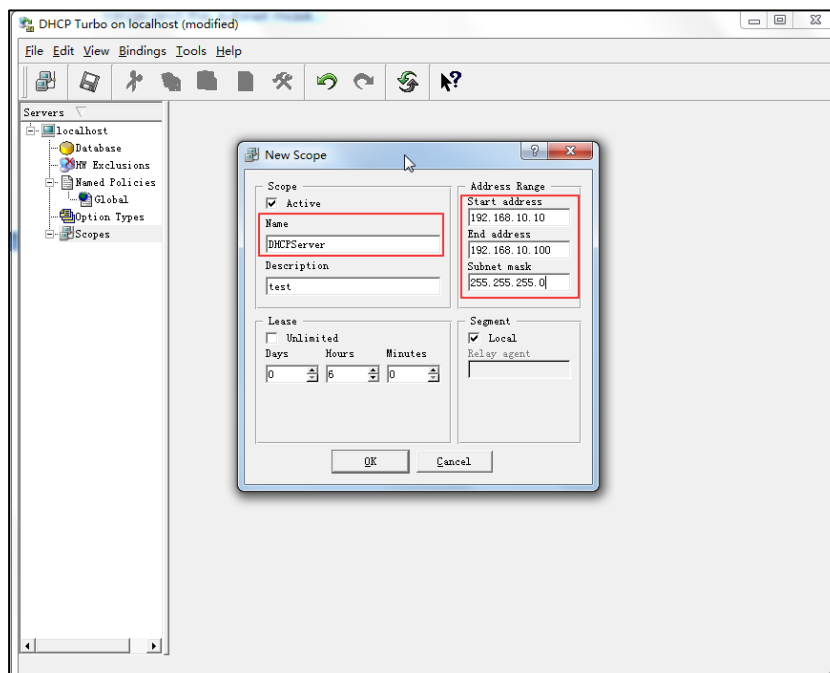 DHCP Turbo on localhost (modified)
File Edit View Bindings Tools Help
Servers
localhost
Database
HW Exclusions
Named Policies
Global
Option Types
Scopes
New Scope
Scope
Active
Name
DHCPServer
Description
test
Address Range
Start address
192.168.10.10
End address
192.168.10.100
Subnet mask
255.255.255.0
Lease
Unlimited
Days Hours Minutes
0 6 0
Segment
Local
Relay agent
OK Cancel